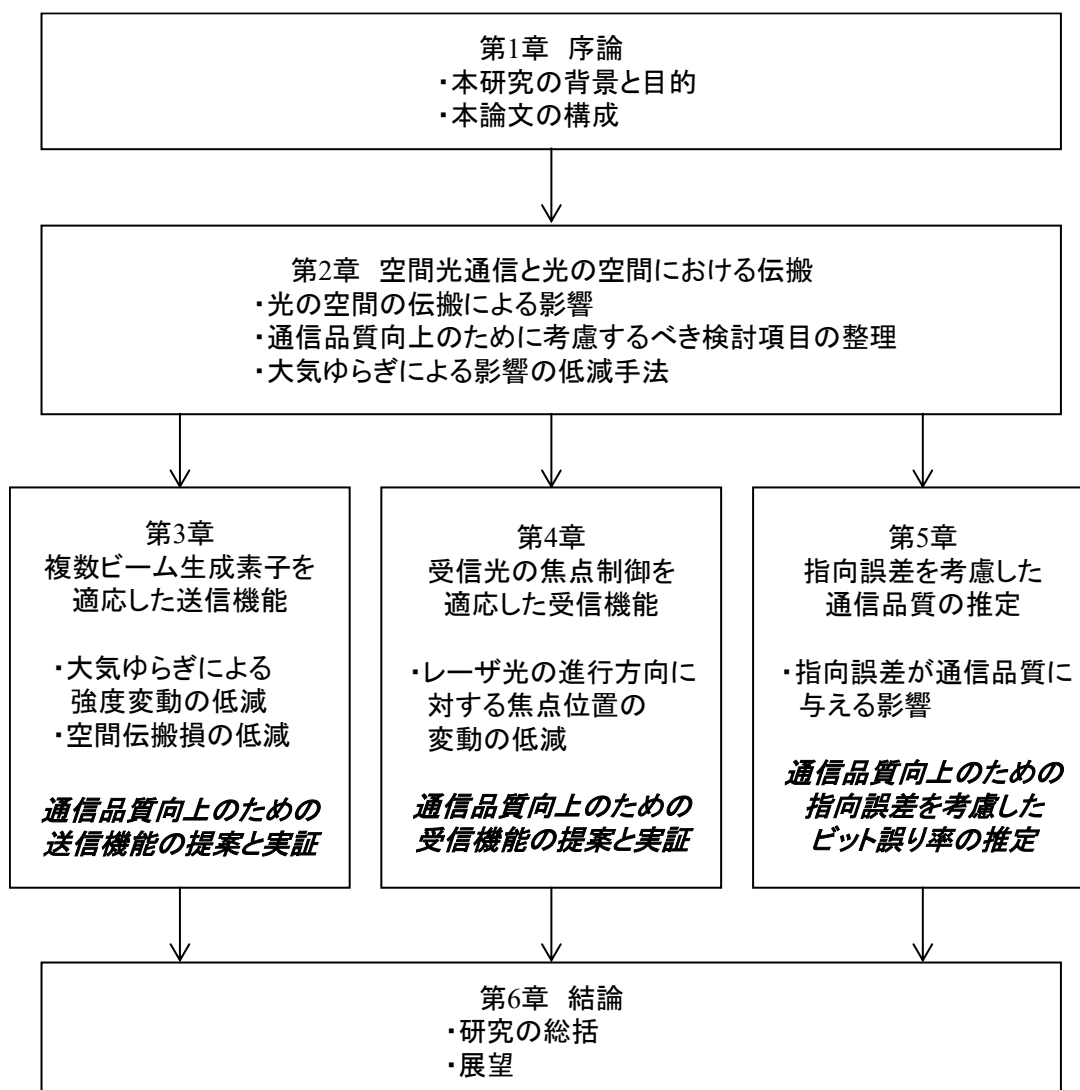 第1章 序論
・本研究の背景と目的
・本論文の構成
第2章 空間光通信と光の空間における伝搬
・光の空間の伝搬による影響
・通信品質向上のために考慮するべき検討項目の整理
・大気ゆらぎによる影響の低減手法
第3章
複数ビーム生成素子を
適応した送信機能
・大気ゆらぎによる
強度変動の低減
・空間伝搬損の低減
通信品質向上のための
送信機能の提案と実証
第4章
受信光の焦点制御を
適応した受信機能
・レーザ光の進行方向に
対する焦点位置の
変動の低減
通信品質向上のための
受信機能の提案と実証
第5章
指向誤差を考慮した
通信品質の推定
・指向誤差が通信品質に
与える影響
通信品質向上のための
指向誤差を考慮した
ビット誤り率の推定
第6章 結論
・研究の総括
・展望